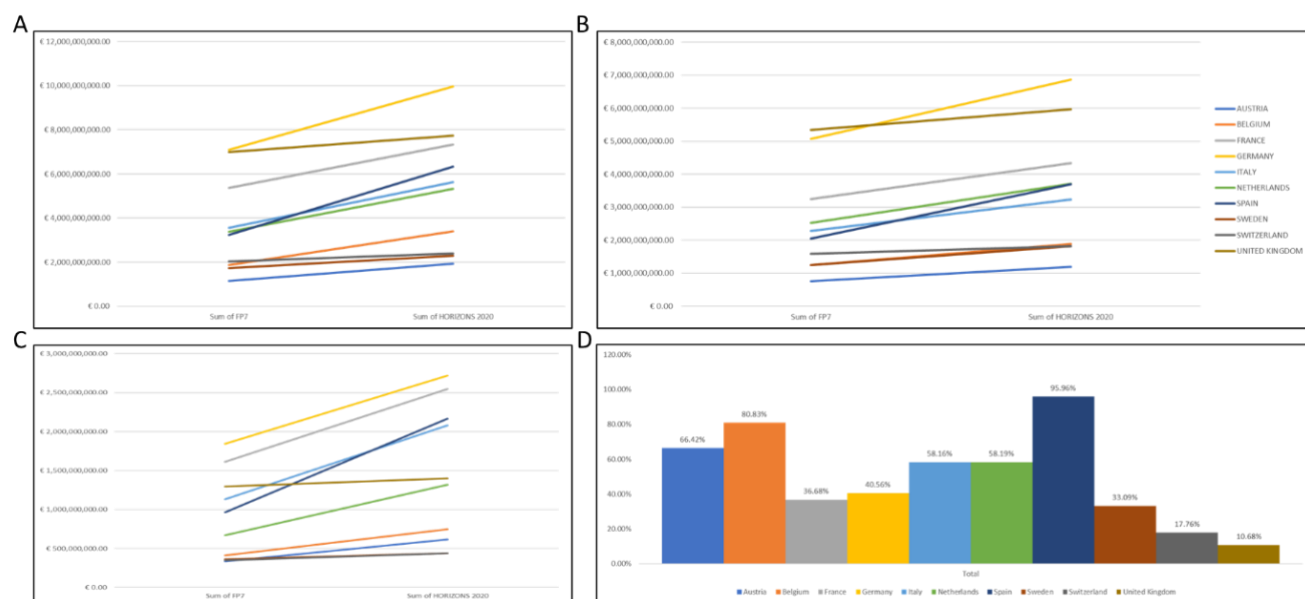 A
€ 12,000,000,000.00
€ 10,000,000,000.00
€ 8,000,000,000.00
€ 6,000,000,000.00
€ 4,000,000,000.00
€ 2,000,000,000.00
€ 0.00
Sum of FP7 Sum of HORIZONS 2020
B
€ 8,000,000,000.00
€ 7,000,000,000.00
€ 6,000,000,000.00
€ 5,000,000,000.00
€ 4,000,000,000.00
€ 3,000,000,000.00
€ 2,000,000,000.00
€ 1,000,000,000.00
€ 0.00
Sum of FP7 Sum of HORIZONS 2020
AUSTRIA
BELGIUM
FRANCE
GERMANY
ITALY
NETHERLANDS
SPAIN
SWEDEN
SWITZERLAND
UNITED KINGDOM
C
€ 3,000,000,000.00
€ 2,500,000,000.00
€ 2,000,000,000.00
€ 1,500,000,000.00
€ 1,000,000,000.00
€ 500,000,000.00
€ 0.00
Sum of FP7 Sum of HORIZONS 2020
D
120.00%
100.00%
80.00%
60.00%
40.00%
20.00%
0.00%
66.42% 80.83% 36.68% 40.56% 58.16% 58.19% 95.96% 33.09% 17.76% 10.68%
Total
Austria Belgium France Germany Italy Netherlands Spain Sweden Switzerland United Kingdom